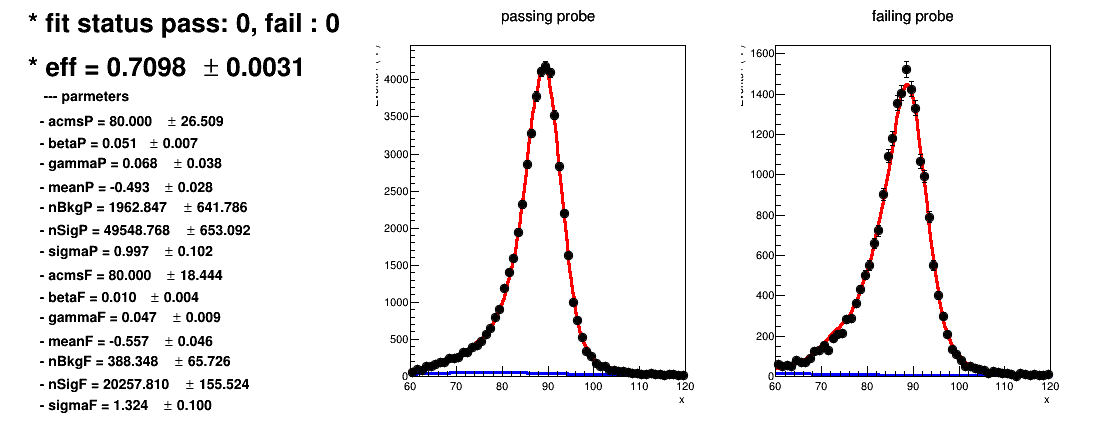 * fit status pass: 0, fail : 0
* eff = 0.7098 ± 0.0031
--- parmeters
- acmsP = 80.000 ± 26.509
- betaP = 0.051 ± 0.007
- gammaP = 0.068 ± 0.038
- meanP = -0.493 ± 0.028
- nBkgP = 1962.847 ± 641.786
- nSigP = 49548.768 ± 653.092
- sigmaP = 0.997 ± 0.102
- acmsF = 80.000 ± 18.444
- betaF = 0.010 ± 0.004
- gammaF = 0.047 ± 0.009
- meanF = -0.557 ± 0.046
- nBkgF = 388.348 ± 65.726
- nSigF = 20257.810 ± 155.524
- sigmaF = 1.324 ± 0.100
passing probe
4000
3500
3000
2500
2000
1500
1000
500
0
60 70 80 90 100 110 120
x
failing probe
1600
1400
1200
1000
800
600
400
200
0
60 70 80 90 100 110 120
x